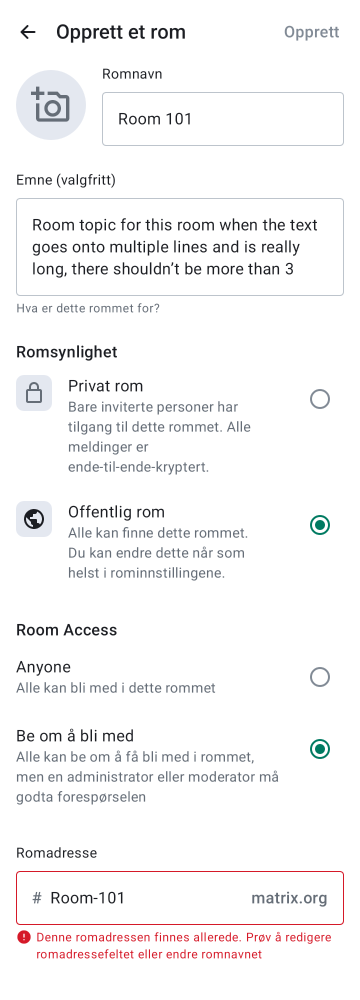 Opprett et rom
Opprett
Romnavn
Room 101
Emne (valgfritt)
Room topic for this room when the text
goes onto multiple lines and is really
long, there shouldn't be more than 3
Hva er dette rommet for?
Romsynlighet
Privat rom
Bare inviterte personer har
tilgang til dette rommet. Alle
meldinger er
ende-til-ende-kryptert.
Offentlig rom
Alle kan finne dette rommet.
Du kan endre dette når som
helst i rominnstillingene.
Room Access
Anyone
Alle kan bli med i dette rommet
Be om å bli med
Alle kan be om å få bli med i rommet,
men en administrator eller moderator må
godta forespørselen
Romadresse
# Room-101 matrix.org
Denne romadressen finnes allerede. Prøv å redigere
romadressefeltet eller endre romnavnet